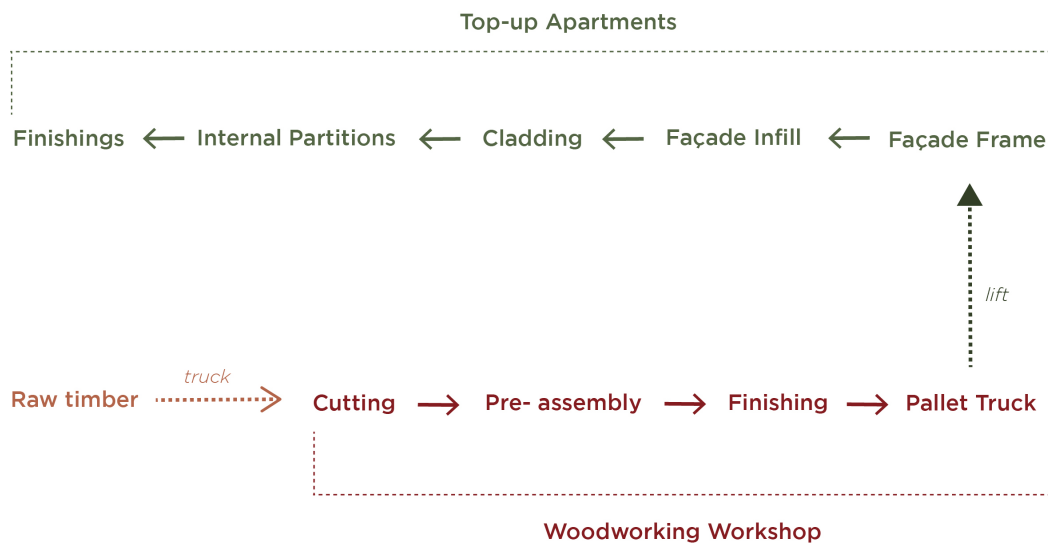 Top-up Apartments
Finishings
Internal Partitions
Cladding
Façade Infill
Façade Frame
lift
truck
Raw timber
Cutting
Pre- assembly
Finishing
Pallet Truck
Woodworking Workshop